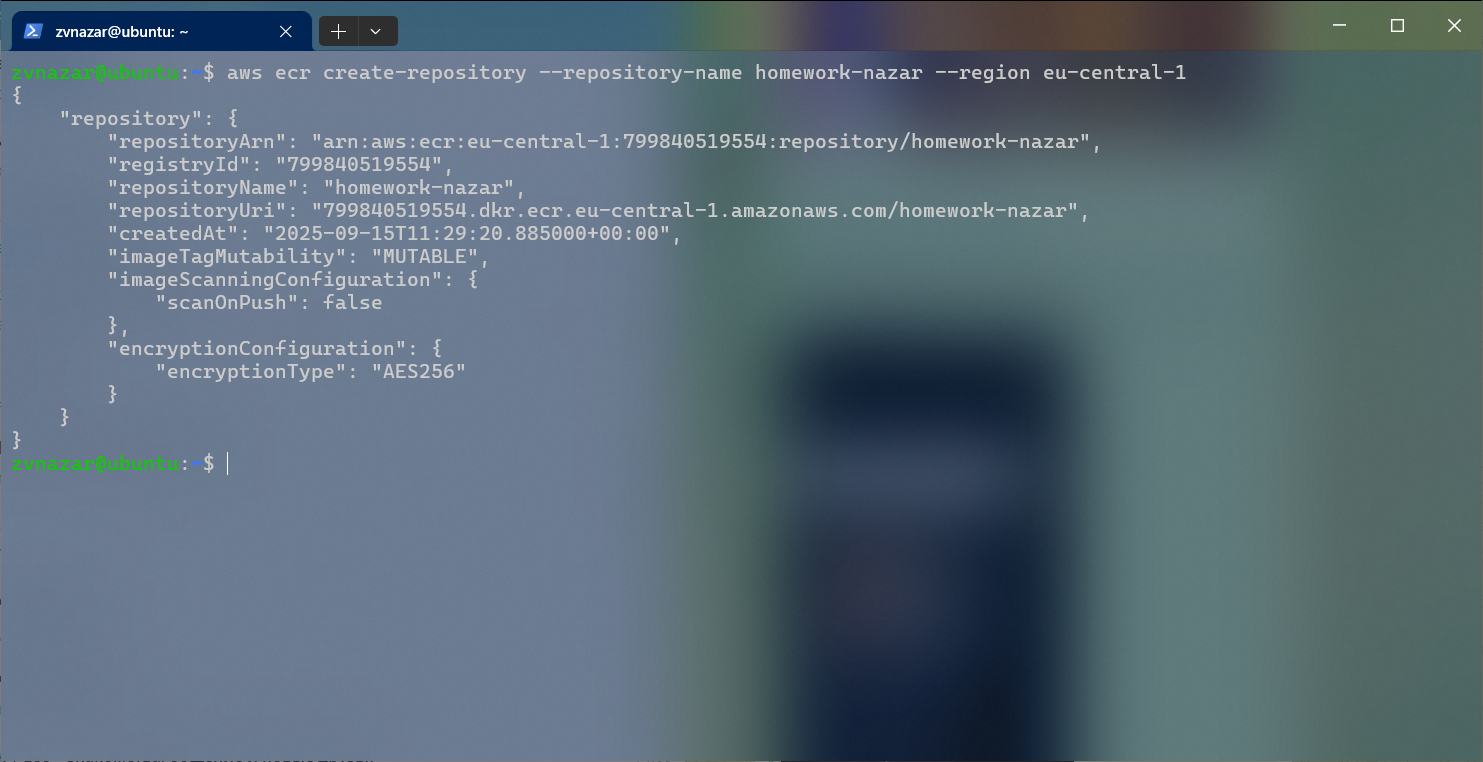 zvnazar@ubuntu: ~
zvnazar@ubuntu:~$ aws ecr create-repository --repository-name homework-nazar --region eu-central-1
{
    "repository": {
        "repositoryArn": "arn:aws:ecr:eu-central-1:799840519554:repository/homework-nazar",
        "registryId": "799840519554",
        "repositoryName": "homework-nazar",
        "repositoryUri": "799840519554.dkr.ecr.eu-central-1.amazonaws.com/homework-nazar",
        "createdAt": "2025-09-15T11:29:20.885000+00:00",
        "imageTagMutability": "MUTABLE",
        "imageScanningConfiguration": {
            "scanOnPush": false
        },
        "encryptionConfiguration": {
            "encryptionType": "AES256"
        }
    }
}
zvnazar@ubuntu:~$